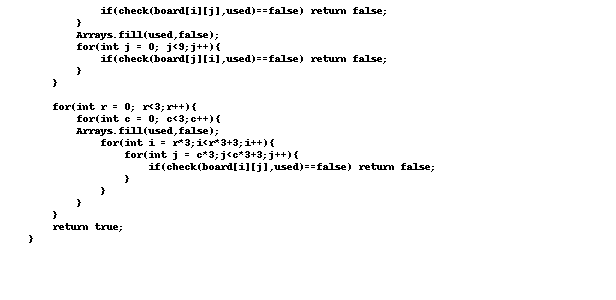 if(check(board[i][j],used)==false) return false;
        }
        Arrays.fill(used,false);
        for(int j = 0; j<9;j++){
            if(check(board[j][i],used)==false) return false;
        }
    }

    for(int r = 0; r<3;r++){
        for(int c = 0; c<3;c++){
        Arrays.fill(used,false);
            for(int i = r*3;i<r*3+3;i++){
                for(int j = c*3;j<c*3+3;j++){
                    if(check(board[i][j],used)==false) return false;
                }
            }
        }
    }
    return true;
}